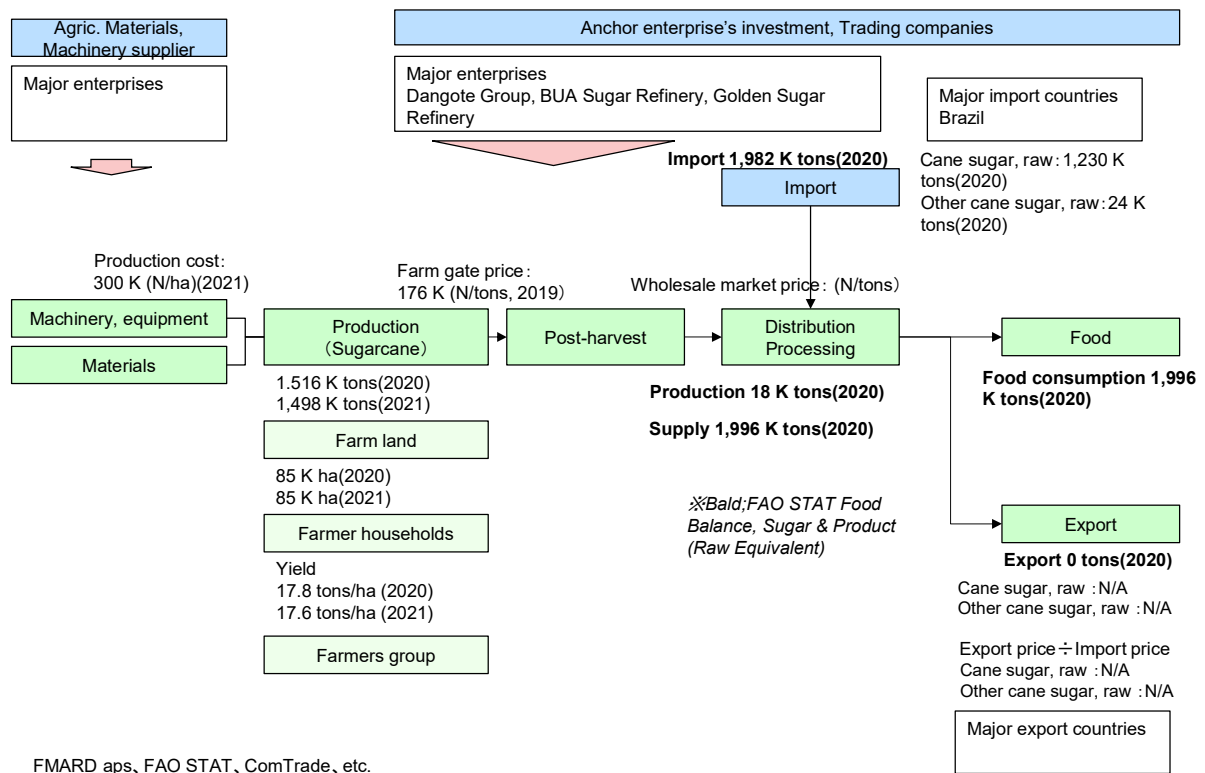 Agric. Materials,
Machinery supplier
Anchor enterprise's investment, Trading companies
Major enterprises
Major enterprises
Dangote Group, BUA Sugar Refinery, Golden Sugar
Refinery
Major import countries
Brazil
Import 1,982 K tons(2020)
Import
Cane sugar, raw：1,230 K
tons(2020)
Other cane sugar, raw：24 K
tons(2020)
Production cost:
300 K (N/ha)(2021)
Farm gate price：
176 K (N/tons, 2019）
Wholesale market price：(N/tons）
Machinery, equipment
Materials
Production
（Sugarcane）
Post-harvest
Distribution
Processing
Food
1.516 K tons(2020)
1,498 K tons(2021)
Production 18 K tons(2020)
Supply 1,996 K tons(2020)
Food consumption 1,996
K tons(2020)
Farm land
85 K ha(2020)
85 K ha(2021)
Farmer households
Yield
17.8 tons/ha (2020)
17.6 tons/ha (2021)
Farmers group
※Bald;FAO STAT Food
Balance, Sugar & Product
(Raw Equivalent)
Export
Export 0 tons(2020)
Cane sugar, raw ：N/A
Other cane sugar, raw ：N/A
Export price÷Import price
Cane sugar, raw ：N/A
Other cane sugar, raw ：N/A
Major export countries
FMARD aps、FAO STAT、ComTrade、etc.